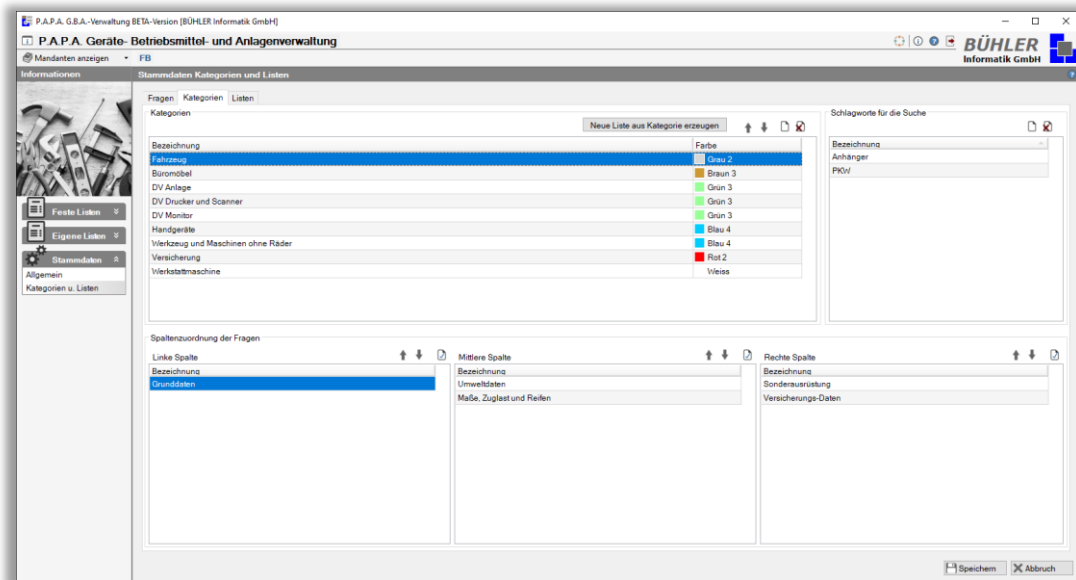 P.A.P.A. G.B.A.-Verwaltung BETA-Version [BÜHLER Informatik GmbH]
P.A.P.A. Geräte- Betriebsmittel- und Anlagenverwaltung
BÜHLER
Informatik GmbH
Mandanten anzeigen FB
Informationen Stammdaten Kategorien und Listen
Fragen Kategorien Listen
Kategorien Schlagworte für die Suche
Neue Liste aus Kategorie erzeugen
Bezeichnung Farbe Bezeichnung
Fahrzeug Grau 2 Anhänger
Büromöbel Braun 3 PKW
DV Anlage Grün 3
DV Drucker und Scanner Grün 3
DV Monitor Grün 3
Handgeräte Blau 4
Werkzeug und Maschinen ohne Räder Blau 4
Versicherung Rot 2
Werkstattmaschine Weiss
Feste Listen
Eigene Listen
Stammdaten
Allgemein
Kategorien u. Listen
Spaltenzuordnung der Fragen
Linke Spalte Mittlere Spalte Rechte Spalte
Bezeichnung Bezeichnung Bezeichnung
Grunddaten Umweltdaten Sonderausrüstung
Maße, Zuglast und Reifen Versicherungs-Daten
Speichern Abbruch